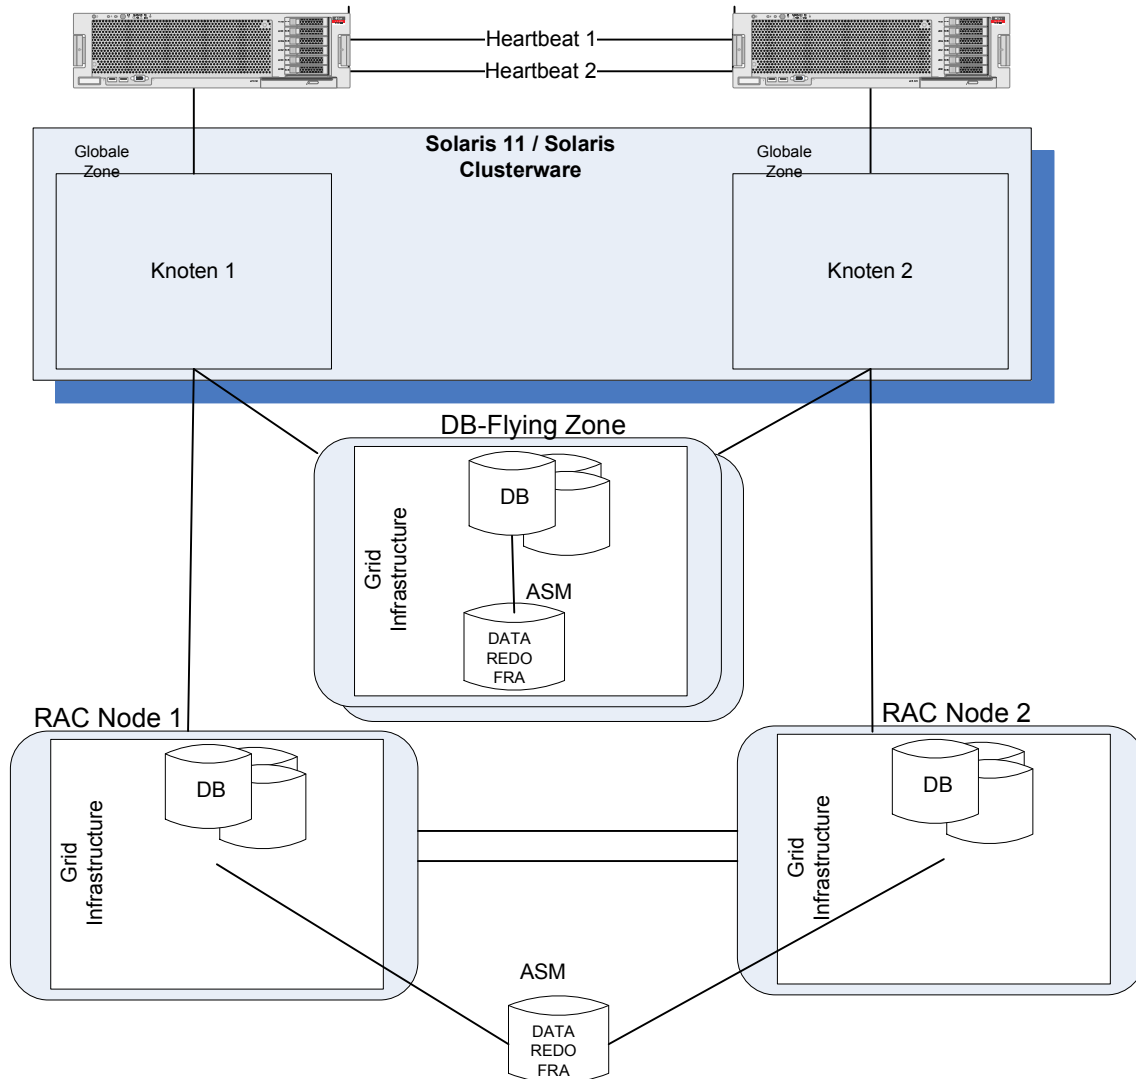 Heartbeat 1
Heartbeat 2
Solaris 11 / Solaris
Clusterware
Globale
Zone
Globale
Zone
Knoten 1
Knoten 2
DB-Flying Zone
Grid
Infrastructure
DB
ASM
DATA
REDO
FRA
RAC Node 1
Grid
Infrastructure
DB
RAC Node 2
Grid
Infrastructure
DB
ASM
DATA
REDO
FRA